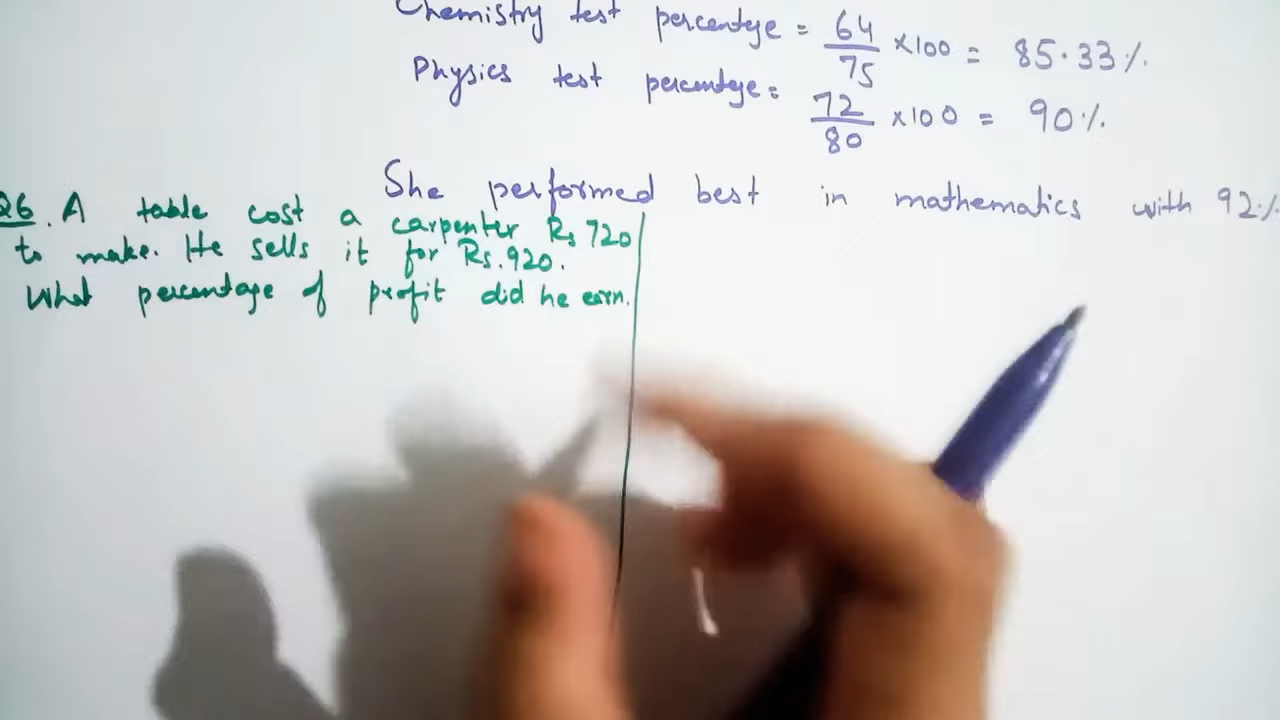 Chemistry test percentage = 64/75 ×100 = 85.33%
Physics test percentage = 72/80 ×100 = 90%
She performed best in mathematics with 92%
Q6. A table cost a carpenter Rs 720
to make. He sells it for Rs. 920.
What percentage of profit did he earn.